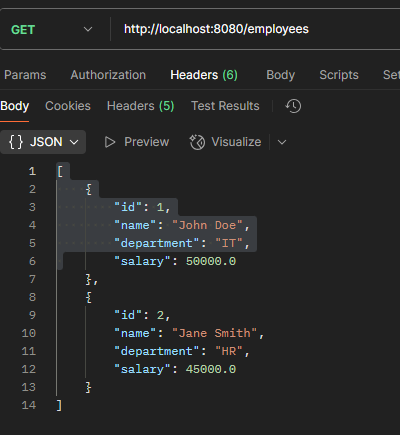 GET http://localhost:8080/employees
Params Authorization Headers (6) Body Scripts
Body Cookies Headers (5) Test Results
{} JSON Preview Visualize
1 [
2 {
3 "id": 1,
4 "name": "John Doe",
5 "department": "IT",
6 "salary": 50000.0
7 },
8 {
9 "id": 2,
10 "name": "Jane Smith",
11 "department": "HR",
12 "salary": 45000.0
13 }
14 ]